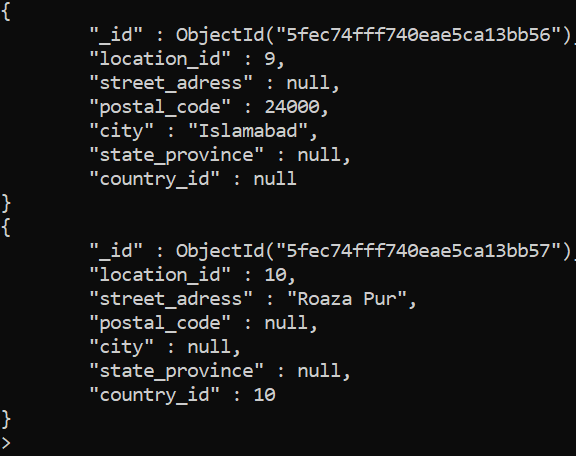 {
"_id" : ObjectId("5fec74fff740eae5ca13bb56"),
"location_id" : 9,
"street_adress" : null,
"postal_code" : 24000,
"city" : "Islamabad",
"state_province" : null,
"country_id" : null
}
{
"_id" : ObjectId("5fec74fff740eae5ca13bb57"),
"location_id" : 10,
"street_adress" : "Roaza Pur",
"postal_code" : null,
"city" : null,
"state_province" : null,
"country_id" : 10
}
>